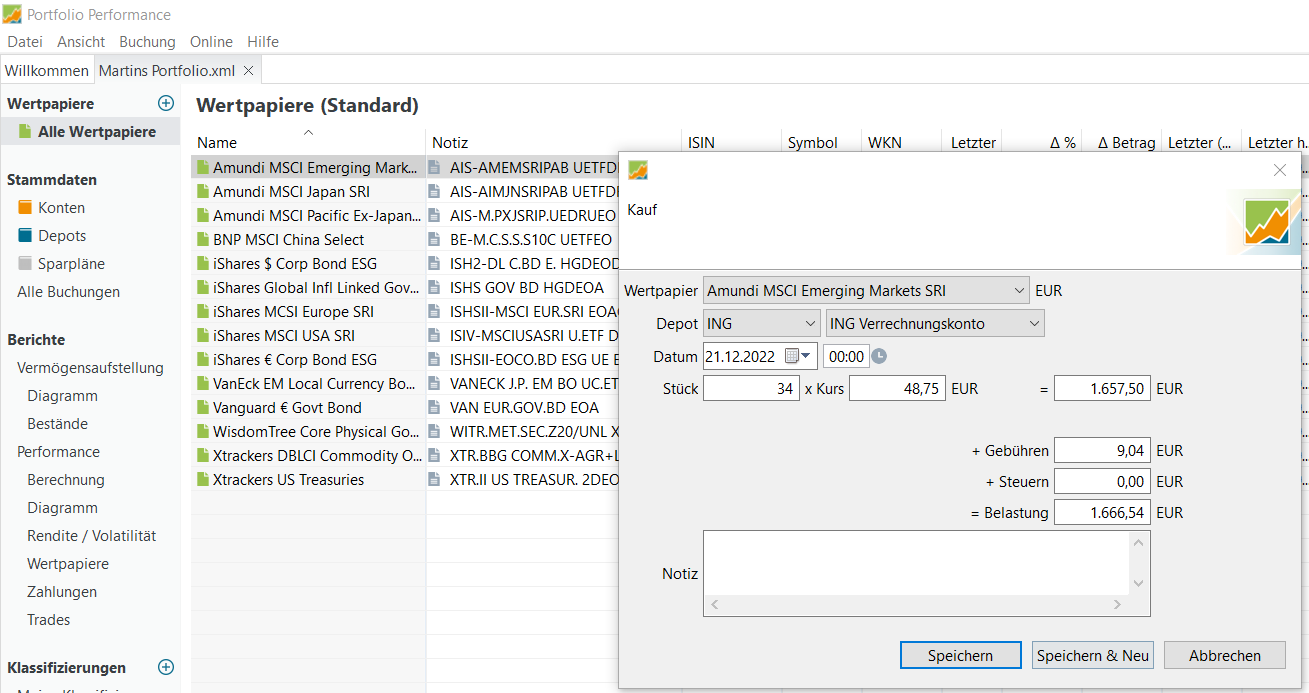 Portfolio Performance
Datei Ansicht Buchung Online Hilfe
Willkommen Martins Portfolio.xml
Wertpapiere
Alle Wertpapiere
Stammdaten
Konten
Depots
Sparpläne
Alle Buchungen
Berichte
Vermögensaufstellung
Diagramm
Bestände
Performance
Berechnung
Diagramm
Rendite / Volatilität
Wertpapiere
Zahlungen
Trades
Klassifizierungen
Wertpapiere (Standard)
Name Notiz ISIN Symbol WKN Letzter Δ % Δ Betrag Letzter (... Letzter h.
Amundi MSCI Emerging Mark... AIS-AMEMSRIPAB UETFD
Amundi MSCI Japan SRI AIS-AIMJNSRIPAB UETFD
Amundi MSCI Pacific Ex-Japan... AIS-M.PXJSRIP.UEDRUEO
BNP MSCI China Select BE-M.C.S.S.S10C UETFEO
iShares $ Corp Bond ESG ISH2-DL C.BD E. HGDEOD
iShares Global Infl Linked Gov... ISHS GOV BD HGDEOA
iShares MCSI Europe SRI ISHSII-MSCI EUR.SRI EOA
iShares MSCI USA SRI ISIV-MSCIUSASRI U.ETF D
iShares € Corp Bond ESG ISHSII-EOCO.BD ESG UE
VanEck EM Local Currency Bo... VANECK J.P. EM BO UC.ET
Vanguard € Govt Bond VAN EUR.GOV.BD EOA
WisdomTree Core Physical Go... WITR.MET.SEC.Z20/UNL X
Xtrackers DBLCI Commodity O... XTR.BBG COMM.X-AGR+L
Xtrackers US Treasuries XTR.II US TREASUR. 2DEO
Kauf
Wertpapier Amundi MSCI Emerging Markets SRI EUR
Depot ING ING Verrechnungskonto
Datum 21.12.2022 00:00
Stück 34 x Kurs 48,75 EUR = 1.657,50 EUR
+ Gebühren 9,04 EUR
+ Steuern 0,00 EUR
= Belastung 1.666,54 EUR
Notiz
Speichern Speichern & Neu Abbrechen